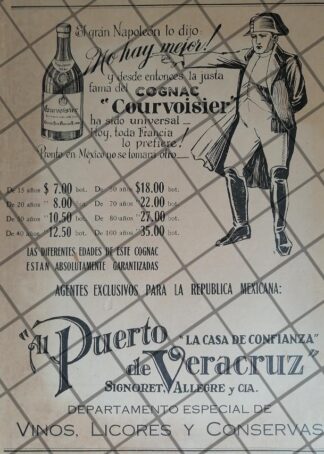 El gran Napoleón lo dijo:
¡No hay mejor!
y desde entonces la justa
fama del COGNAC
"Courvoisier"
ha sido universal
Hoy, toda Francia
lo prefiere!
Pronto en México no se tomará otro
Courvoisier
De 15 años $ 7.00 bot. De 50 años $18.00 bot.
De 20 años " 8.00 bot. De 70 años " 22.00 bot.
De 30 años " 10.50 bot. De 80 años " 27.00 bot.
De 40 años " 12.50 bot. De 100 años " 35.00 bot.
LAS DIFERENTES EDADES DE ESTE COGNAC
ESTAN ABSOLUTAMENTE GARANTIZADAS
AGENTES EXCLUSIVOS PARA LA REPUBLICA MEXICANA:
"Al Puerto "LA CASA DE CONFIANZA"
de Veracruz"
SIGNORET, ALLEGRE y CIA.
DEPARTAMENTO ESPECIAL DE
VINOS, LICORES Y CONSERVAS